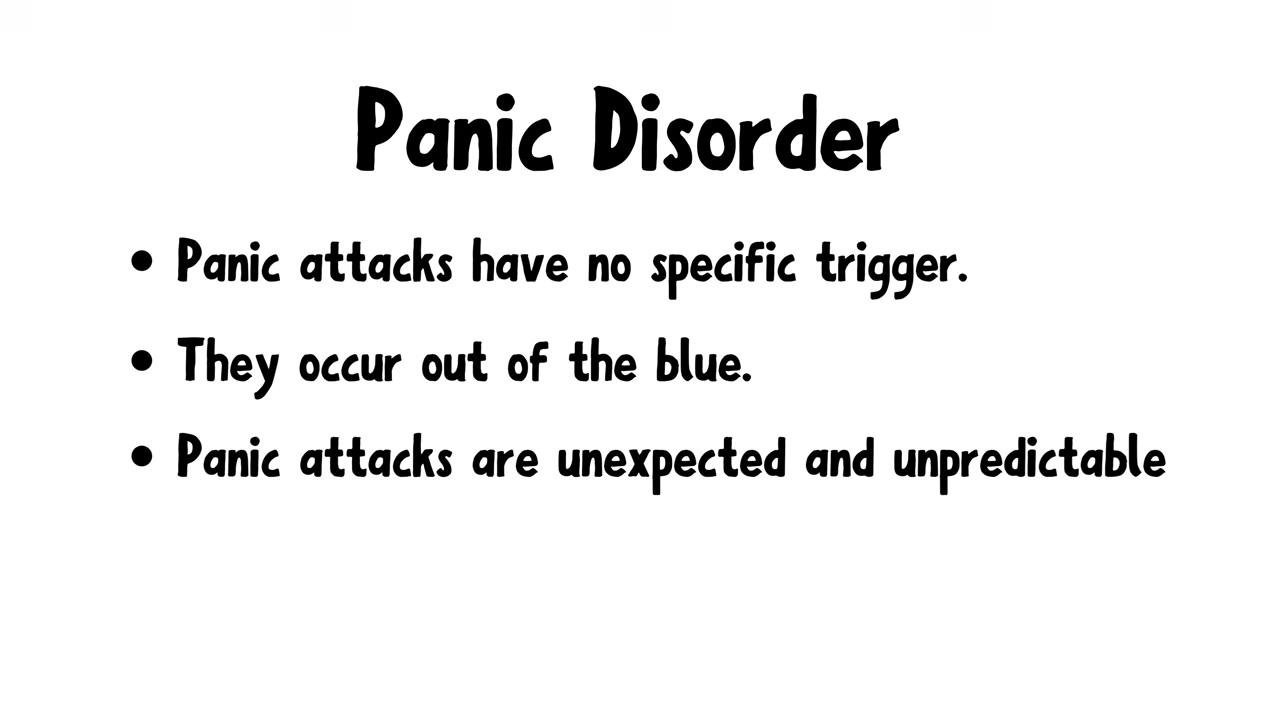 Panic Disorder
• Panic attacks have no specific trigger.
• They occur out of the blue.
• Panic attacks are unexpected and unpredictable